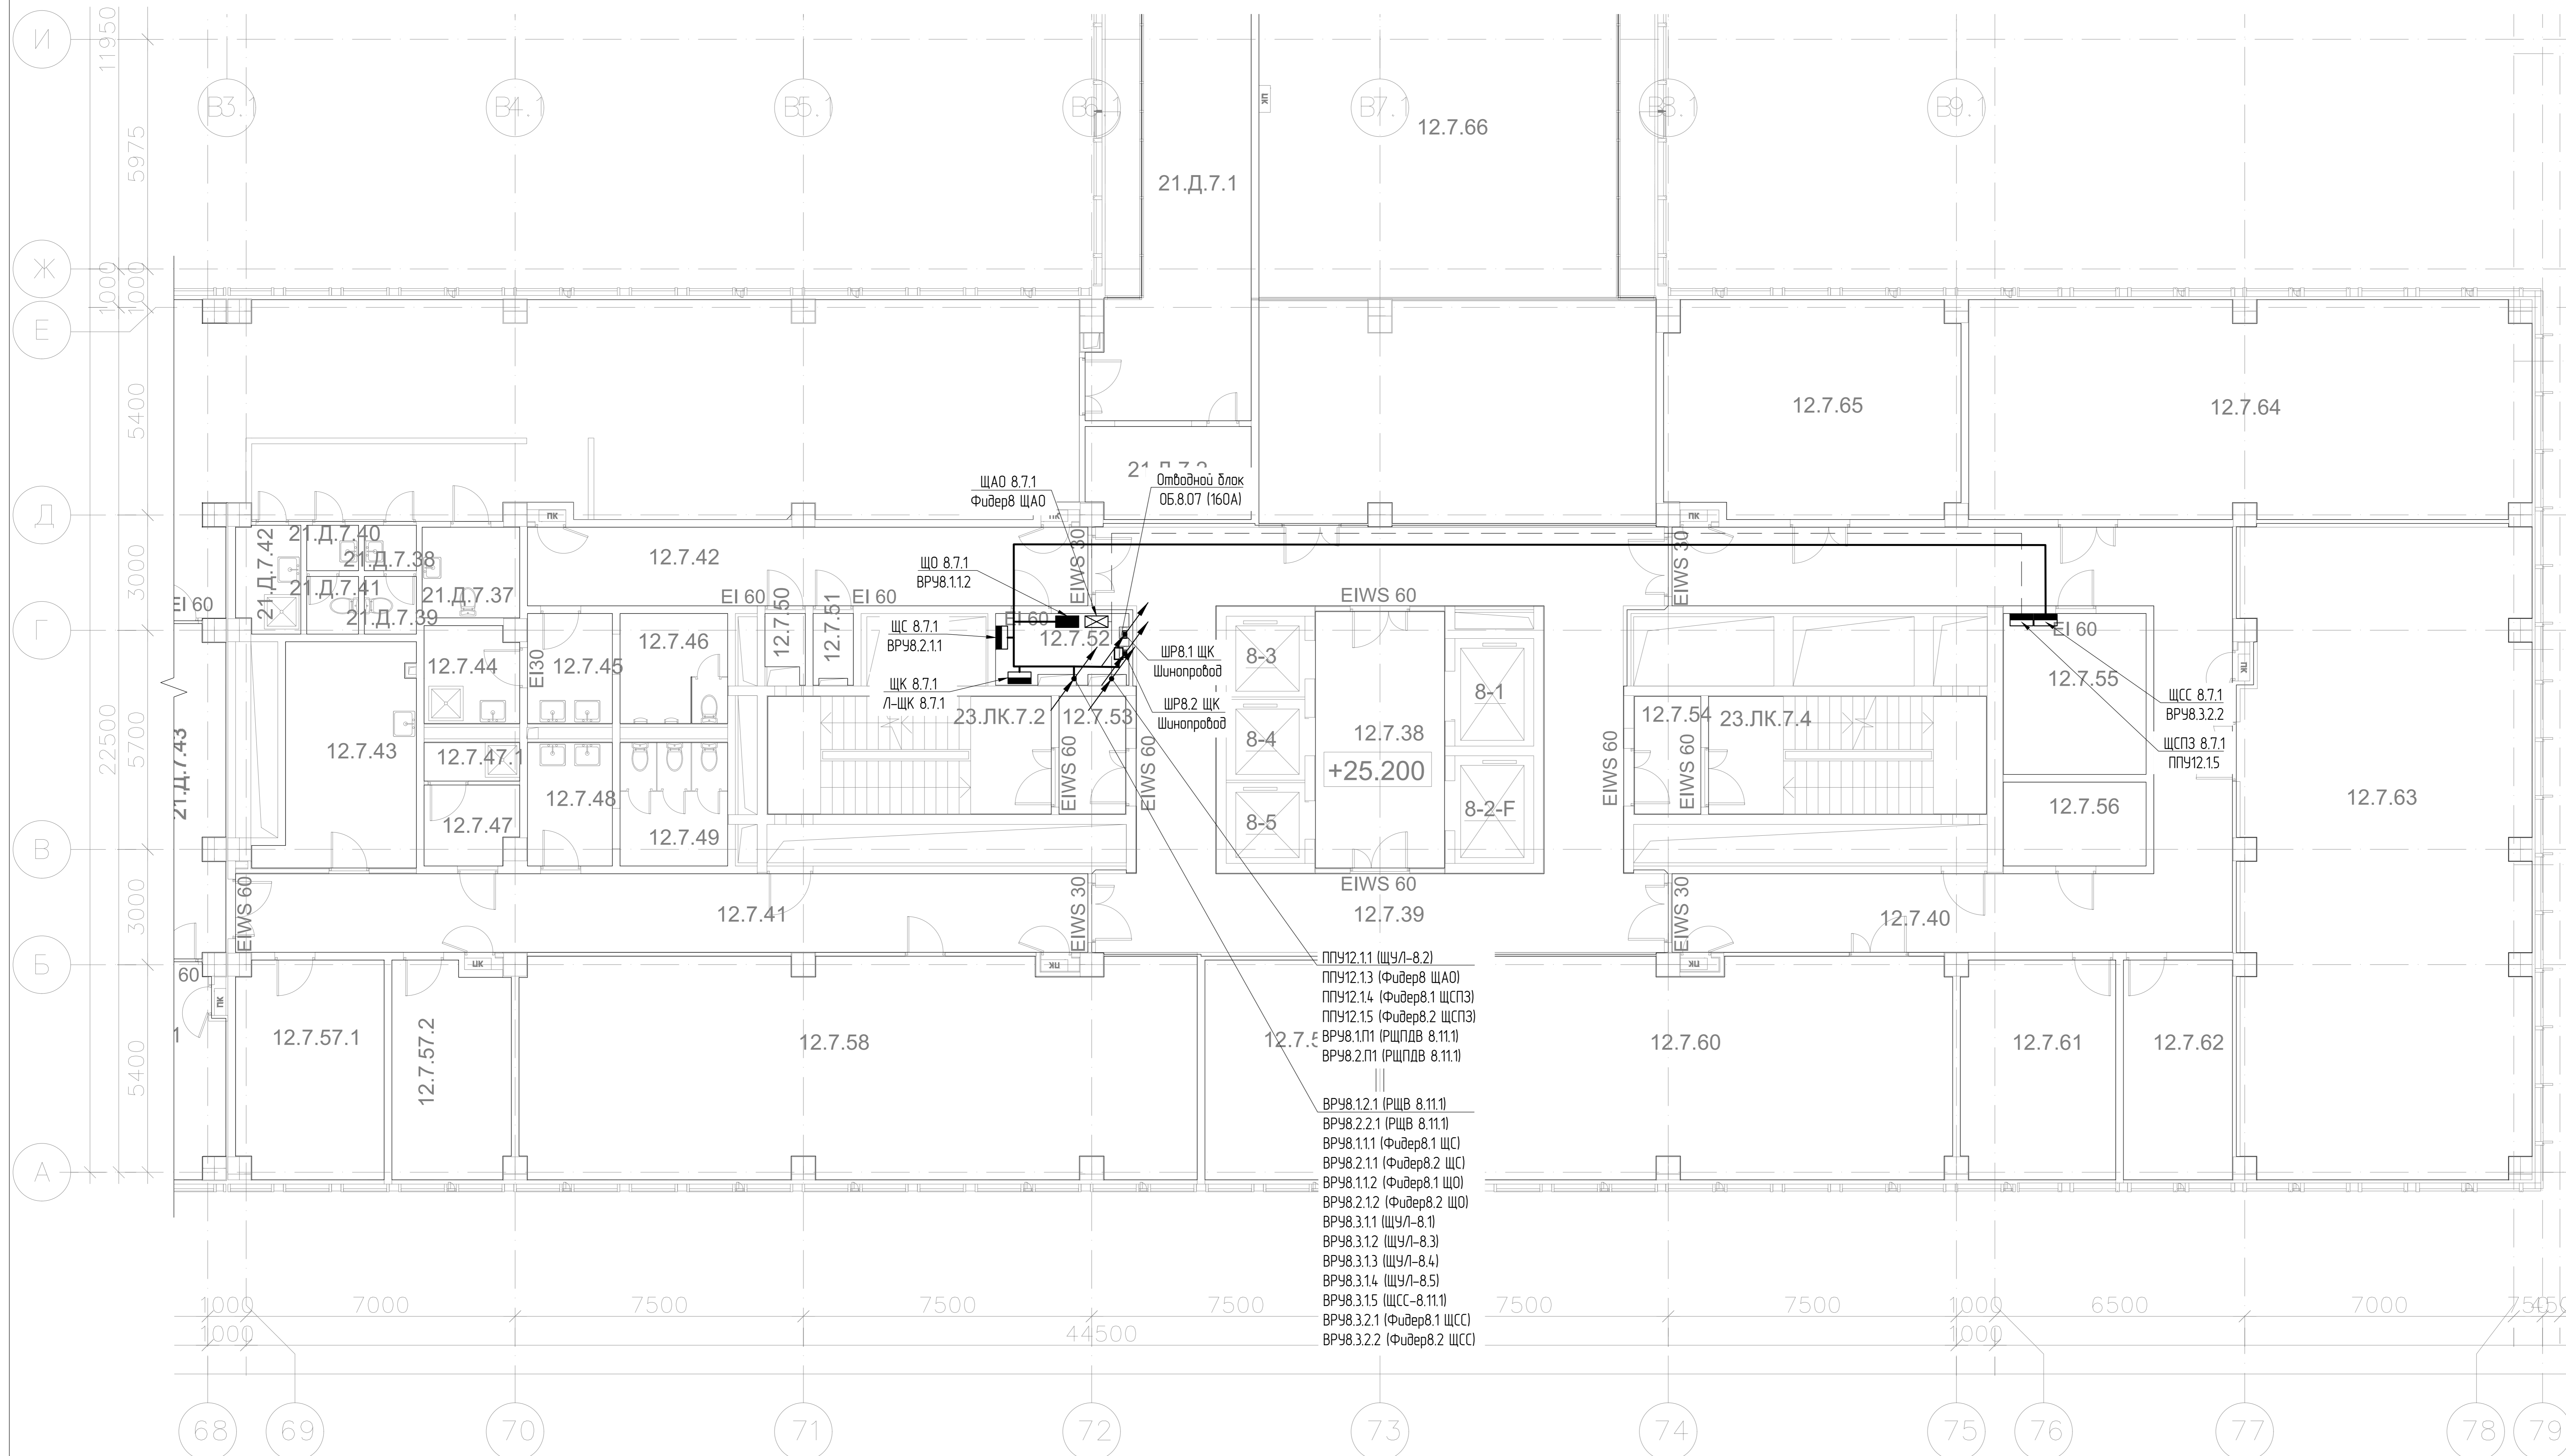 И
11950
В3.1
В4.1
В5.1
В6.1
В7.1
В8.1
В9.1
ПК
12.7.66
5975
21.Д.7.1
Ж
1000
1000
Е
5400
12.7.65
12.7.64
21.Д.7.2
ЩАО 8.7.1
Фидер8 ЩАО
Отводной блок
ОБ.8.07 (160А)
Д
ПК
ПК
ПК
21.Д.7.40
21.Д.7.42
21.Д.7.38
12.7.42
EIWS 30
EIWS 30
3000
ЩО 8.7.1
ВРУ8.1.1.2
21.Д.7.41
21.Д.7.37
21.Д.7.39
EI 60
EI 60
12.7.50
12.7.51
EI 60
EIWS 60
Г
EI 60
12.7.46
ЩС 8.7.1
ВРУ8.2.1.1
12.7.52
EI 60
ШР8.1 ЩК
Шинопровод
8-3
12.7.44
EI30
12.7.45
ЩК 8.7.1
Л-ЩК 8.7.1
8-1
12.7.55
ПК
ЩСС 8.7.1
ВРУ8.3.2.2
ШР8.2 ЩК
Шинопровод
23.ЛК.7.2
12.7.53
12.7.54
23.ЛК.7.4
22500
5700
21.Д.7.43
12.7.43
12.7.47.1
EIWS 60
EIWS 60
8-4
12.7.38
+25.200
EIWS 60
EIWS 60
ЩСПЗ 8.7.1
ППУ12.1.5
12.7.48
12.7.47
12.7.49
8-5
8-2-F
12.7.56
12.7.63
В
EIWS 60
EIWS 60
EIWS 30
EIWS 30
12.7.41
12.7.39
12.7.40
3000
Б
60
ПК
ПК
ПК
ПК
ППУ12.1.1 (ЩУЛ-8.2)
ППУ12.1.3 (Фидер8 ЩАО)
ППУ12.1.4 (Фидер8.1 ЩСПЗ)
ППУ12.1.5 (Фидер8.2 ЩСПЗ)
ВРУ8.1.П1 (РЩПДВ 8.11.1)
ВРУ8.2.П1 (РЩПДВ 8.11.1)
12.7.57.1
12.7.57.2
12.7.58
12.7.60
12.7.61
12.7.62
5400
ВРУ8.1.2.1 (РЩВ 8.11.1)
ВРУ8.2.2.1 (РЩВ 8.11.1)
ВРУ8.1.1.1 (Фидер8.1 ЩС)
ВРУ8.2.1.1 (Фидер8.2 ЩС)
ВРУ8.1.1.2 (Фидер8.1 ЩО)
ВРУ8.2.1.2 (Фидер8.2 ЩО)
ВРУ8.3.1.1 (ЩУЛ-8.1)
ВРУ8.3.1.2 (ЩУЛ-8.3)
ВРУ8.3.1.3 (ЩУЛ-8.4)
ВРУ8.3.1.4 (ЩУЛ-8.5)
ВРУ8.3.1.5 (ЩСС-8.11.1)
ВРУ8.3.2.1 (Фидер8.1 ЩСС)
ВРУ8.3.2.2 (Фидер8.2 ЩСС)
А
1000
7000
7500
7500
7500
7500
7500
1000
6500
7000
750
1000
44500
1000
68
69
70
71
72
73
74
75
76
77
78
79